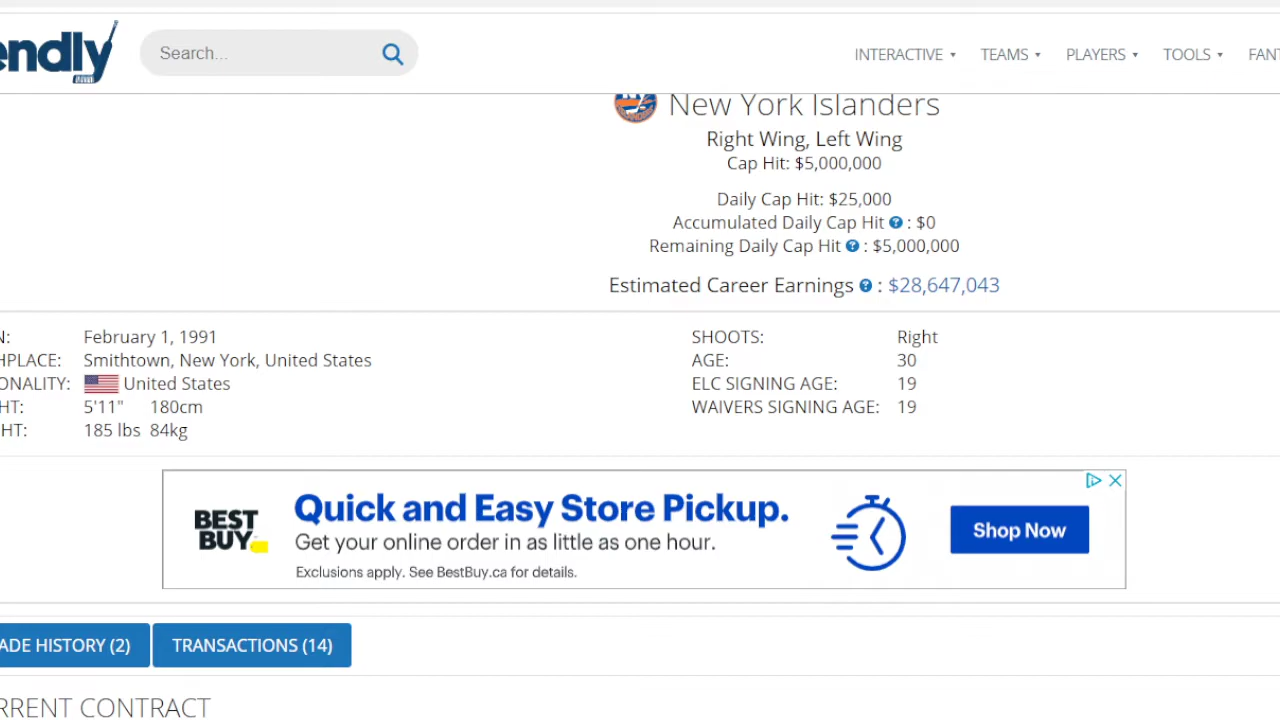 endly
Search...
INTERACTIVE
TEAMS
PLAYERS
TOOLS
FANT
New York Islanders
Right Wing, Left Wing
Cap Hit: $5,000,000
Daily Cap Hit: $25,000
Accumulated Daily Cap Hit ? : $0
Remaining Daily Cap Hit ? : $5,000,000
Estimated Career Earnings ? : $28,647,043
N: February 1, 1991
HPLACE: Smithtown, New York, United States
ONALITY: United States
HT: 5'11" 180cm
HT: 185 lbs 84kg
SHOOTS: Right
AGE: 30
ELC SIGNING AGE: 19
WAIVERS SIGNING AGE: 19
BEST
BUY
Quick and Easy Store Pickup.
Get your online order in as little as one hour.
Exclusions apply. See BestBuy.ca for details.
Shop Now
ADE HISTORY (2)
TRANSACTIONS (14)
RRENT CONTRACT